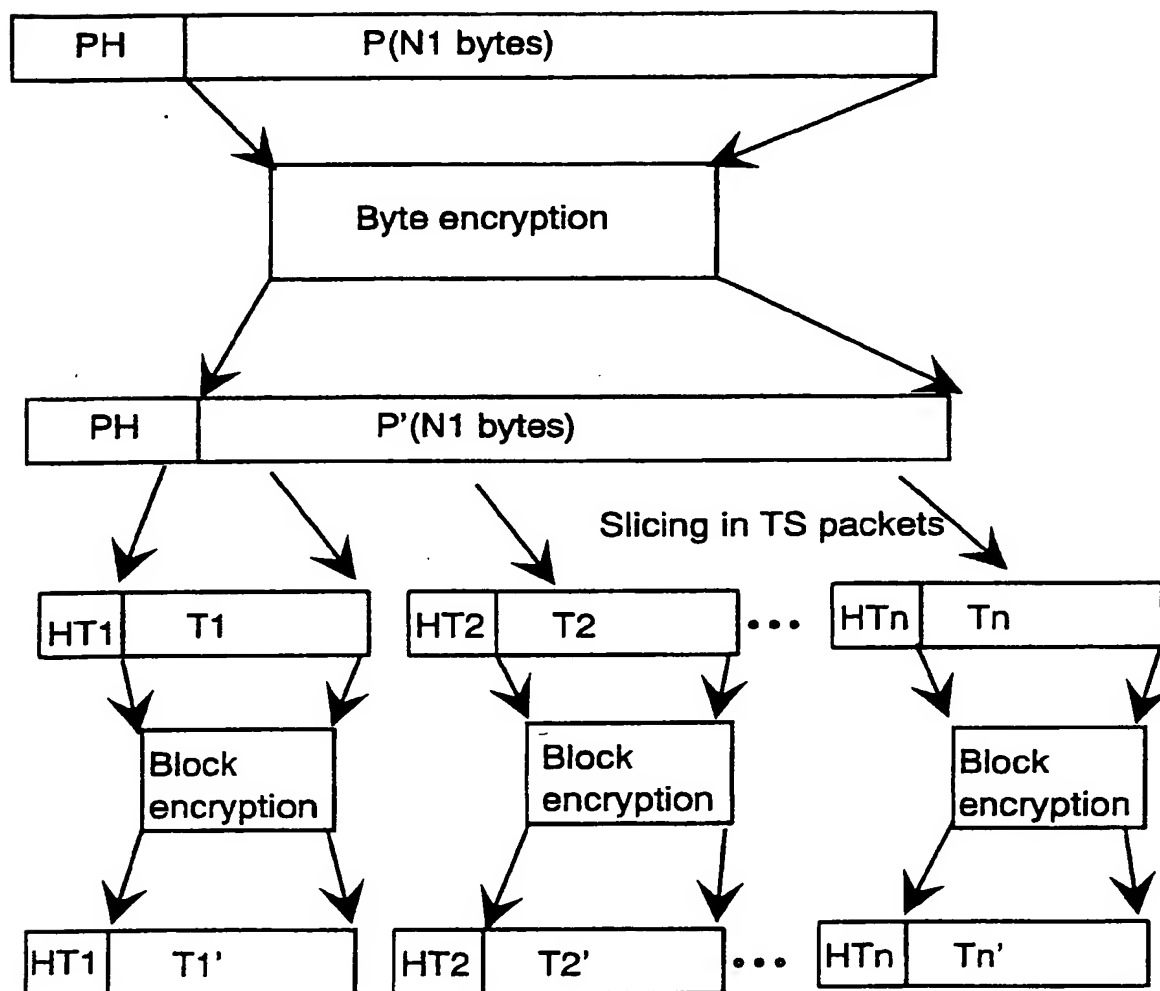 PH P(N1 bytes)
Byte encryption
PH P'(N1 bytes)
Slicing in TS packets
HT1 T1 HT2 T2 ••• HTn Tn
Block encryption
Block encryption
Block encryption
HT1 T1' HT2 T2' ••• HTn Tn'